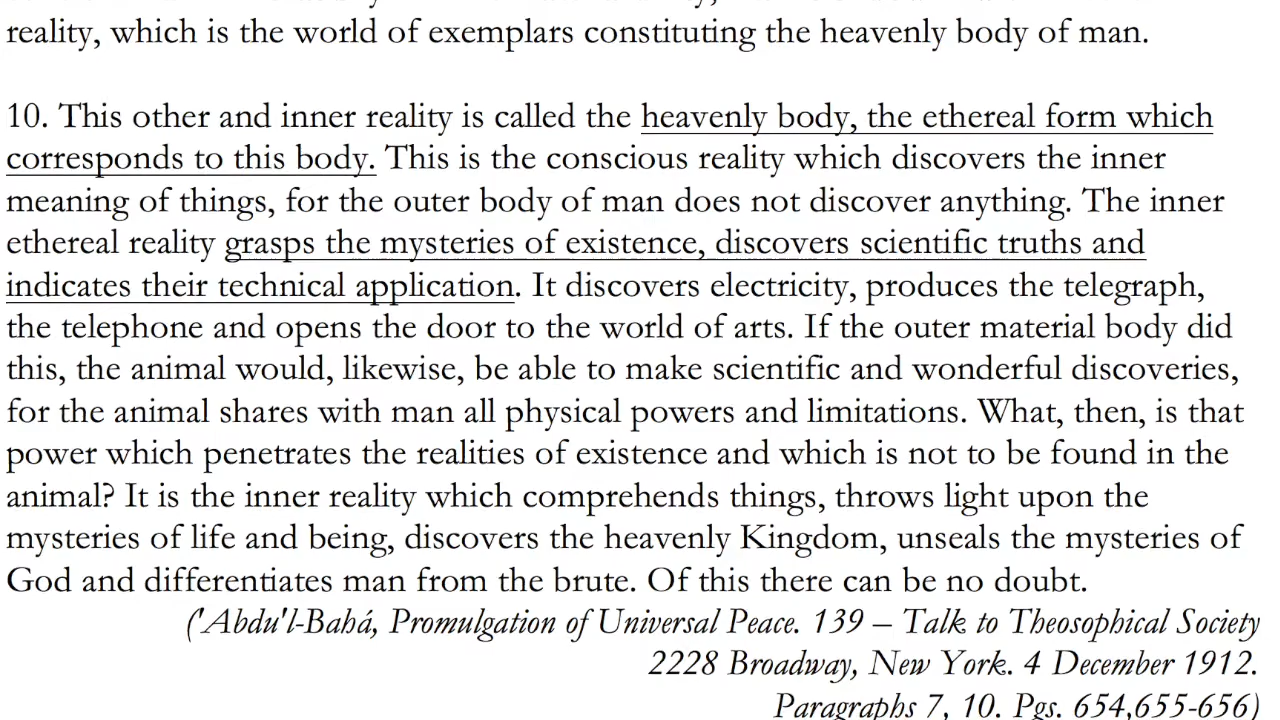 reality, which is the world of exemplars constituting the heavenly body of man.
10. This other and inner reality is called the heavenly body, the ethereal form which
corresponds to this body. This is the conscious reality which discovers the inner
meaning of things, for the outer body of man does not discover anything. The inner
ethereal reality grasps the mysteries of existence, discovers scientific truths and
indicates their technical application. It discovers electricity, produces the telegraph,
the telephone and opens the door to the world of arts. If the outer material body did
this, the animal would, likewise, be able to make scientific and wonderful discoveries,
for the animal shares with man all physical powers and limitations. What, then, is that
power which penetrates the realities of existence and which is not to be found in the
animal? It is the inner reality which comprehends things, throws light upon the
mysteries of life and being, discovers the heavenly Kingdom, unseals the mysteries of
God and differentiates man from the brute. Of this there can be no doubt.
('Abdu'l-Bahá, Promulgation of Universal Peace. 139 – Talk to Theosophical Society
2228 Broadway, New York. 4 December 1912.
Paragraphs 7, 10. Pgs. 654,655-656)